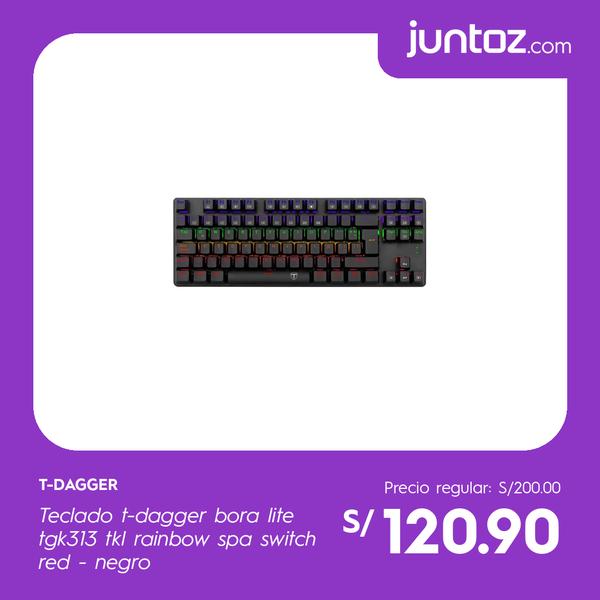 juntoz.com
T-DAGGER
Teclado t-dagger bora lite
tgk313 tkl rainbow spa switch
red - negro
Precio regular: S/200.00
S/120.90